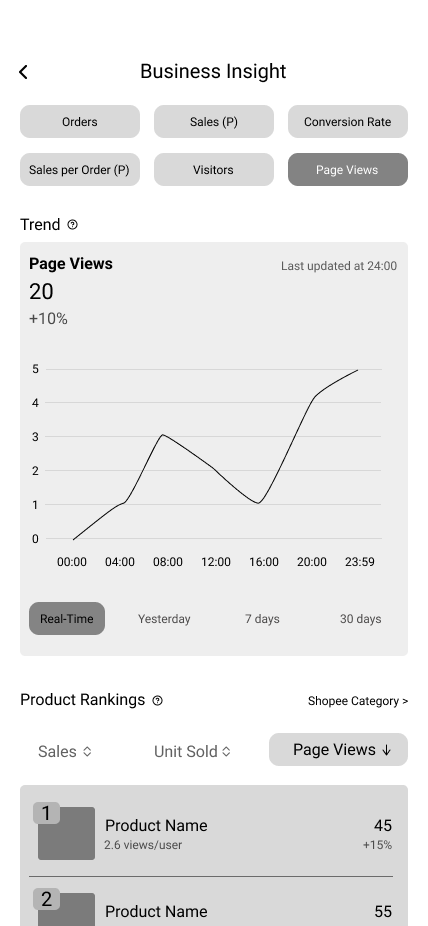 Business Insight
Orders
Sales (P)
Conversion Rate
Sales per Order (P)
Visitors
Page Views
Trend
Page Views
Last updated at 24:00
20
+10%
5
4
3
2
1
0
00:00 04:00 08:00 12:00 16:00 20:00 23:59
Real-Time
Yesterday
7 days
30 days
Product Rankings
Shopee Category >
Sales
Unit Sold
Page Views
1
Product Name
45
2.6 views/user
+15%
2
Product Name
55